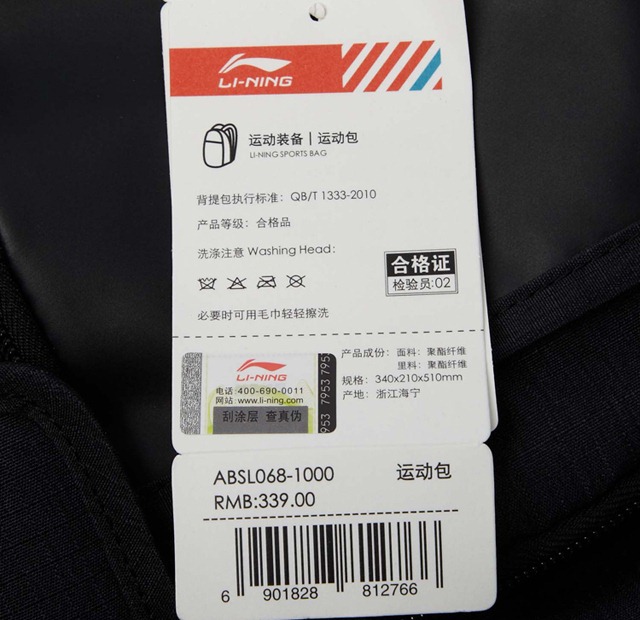 LI-NING
运动装备 | 运动包
LI-NING SPORTS BAG
背提包执行标准: QB/T 1333-2010
产品等级: 合格品
洗涤注意 Washing Head:
合格证
检验员:02
必要时可用毛巾轻轻擦洗
LI-NING
电话:400-690-0011
网站:www.li-ning.com
刮涂层 查真伪
953 7953 7953
产品成份: 面料: 聚酯纤维
里料: 聚酯纤维
规格: 340x210x510mm
产地: 浙江海宁
ABSL068-1000 运动包
RMB:339.00
6 901828 812766